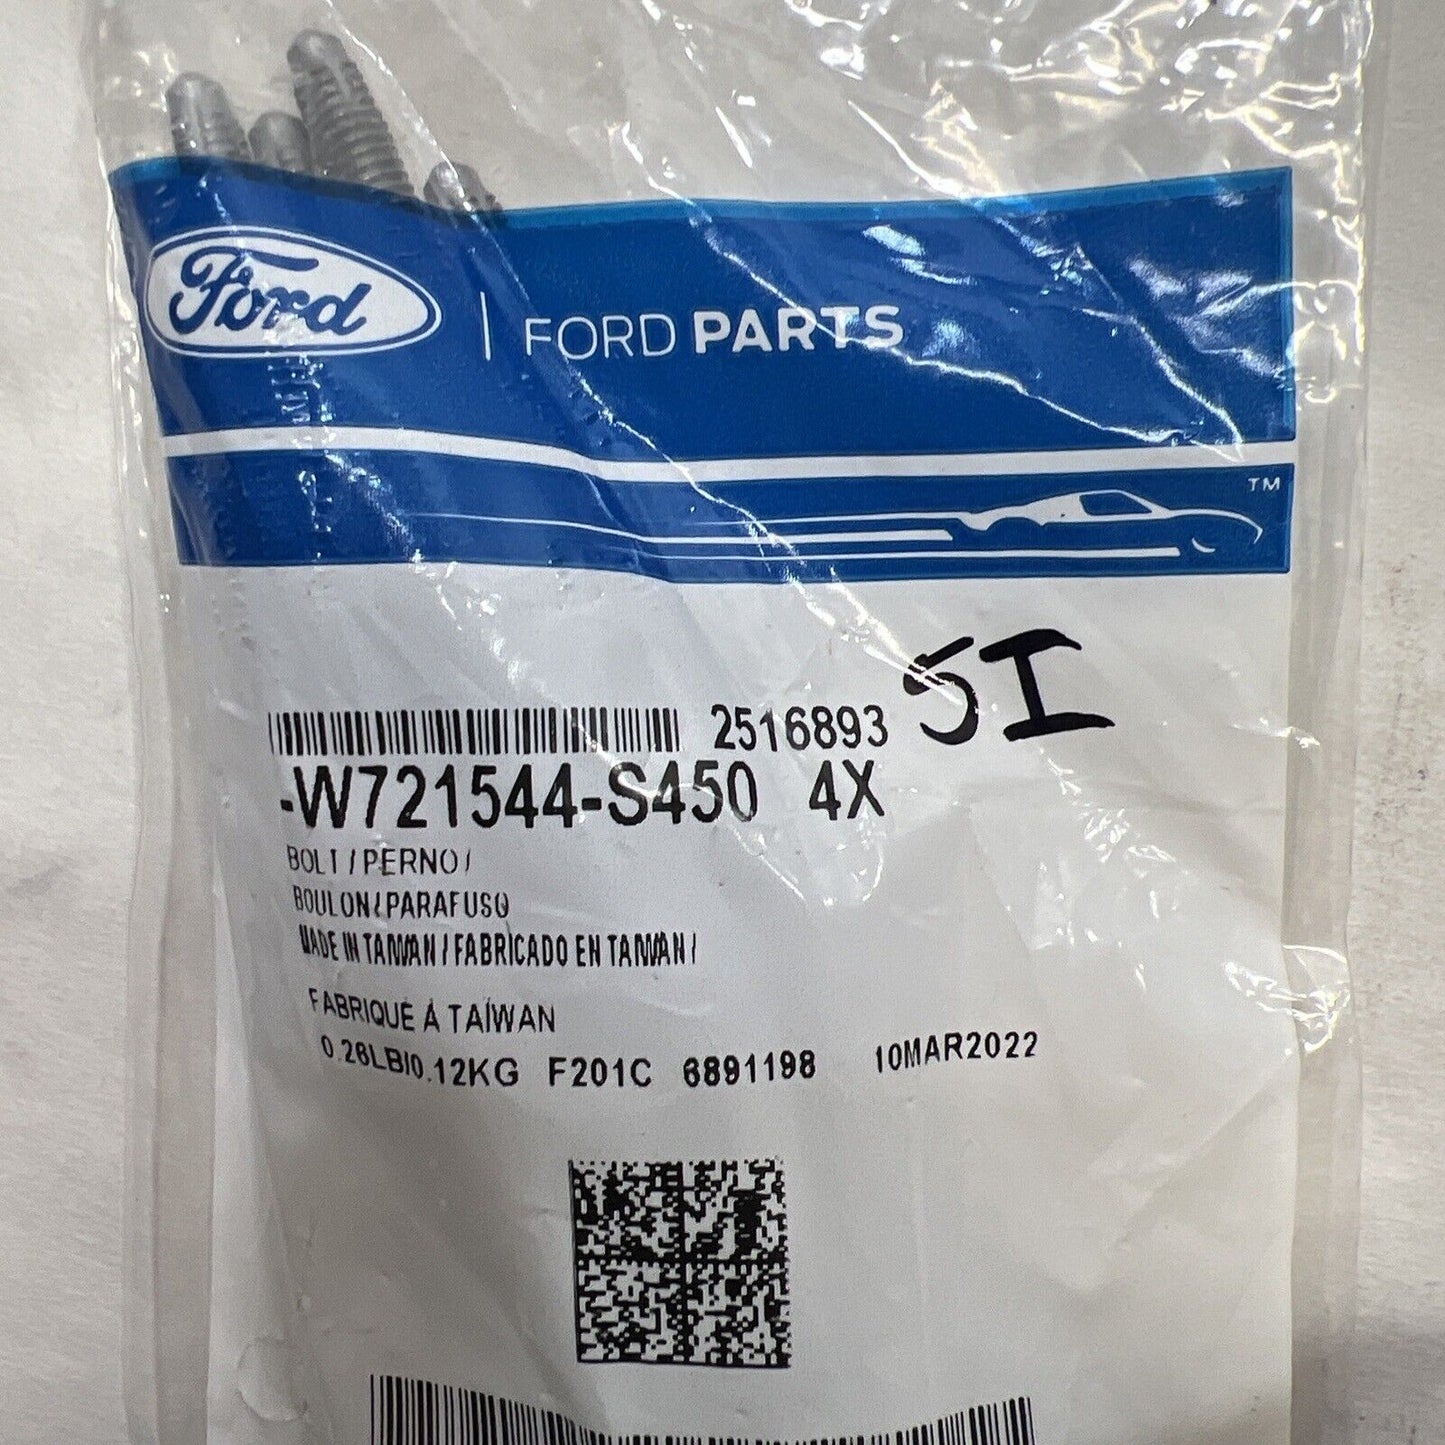 Ford | FORD PARTS
TM
2516893 5I
-W721544-S450 4X
BOLT / PERNO /
BOULON / PARAFUSO
MADE IN TAIWAN / FABRICADO EN TAIWAN /
FABRIQUÉ À TAÏWAN
0.26LB/0.12KG F201C 6891198 10MAR2022